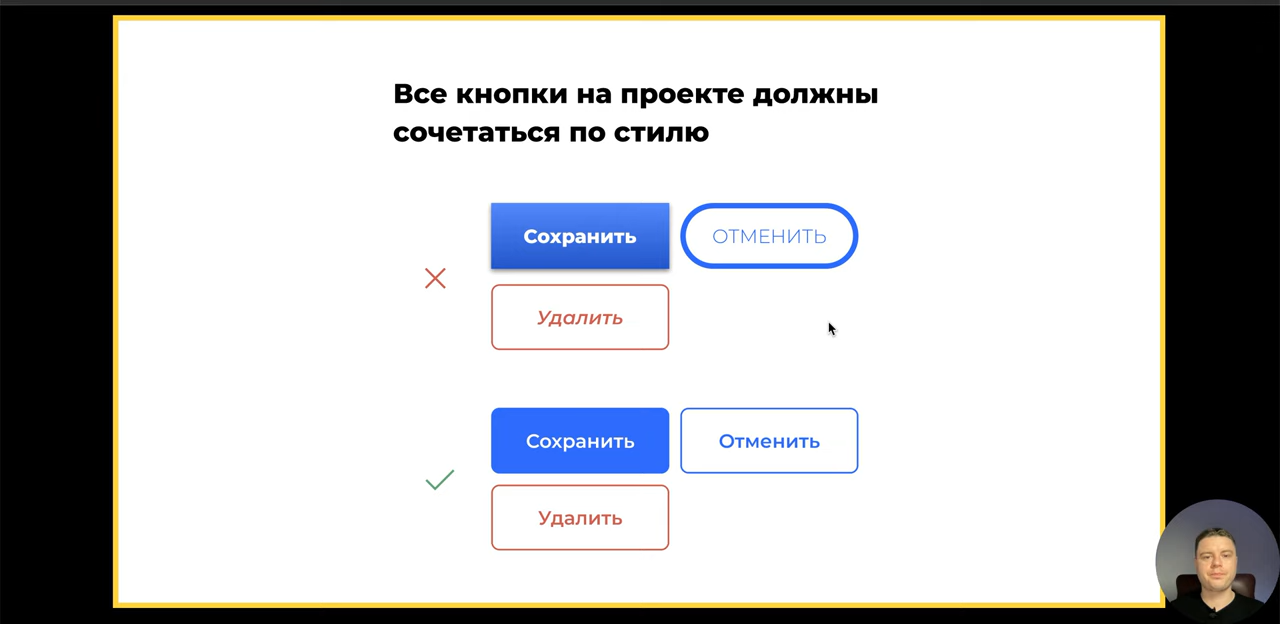 Все кнопки на проекте должны
сочетаться по стилю
Сохранить
ОТМЕНИТЬ
Удалить
Сохранить
Отменить
Удалить